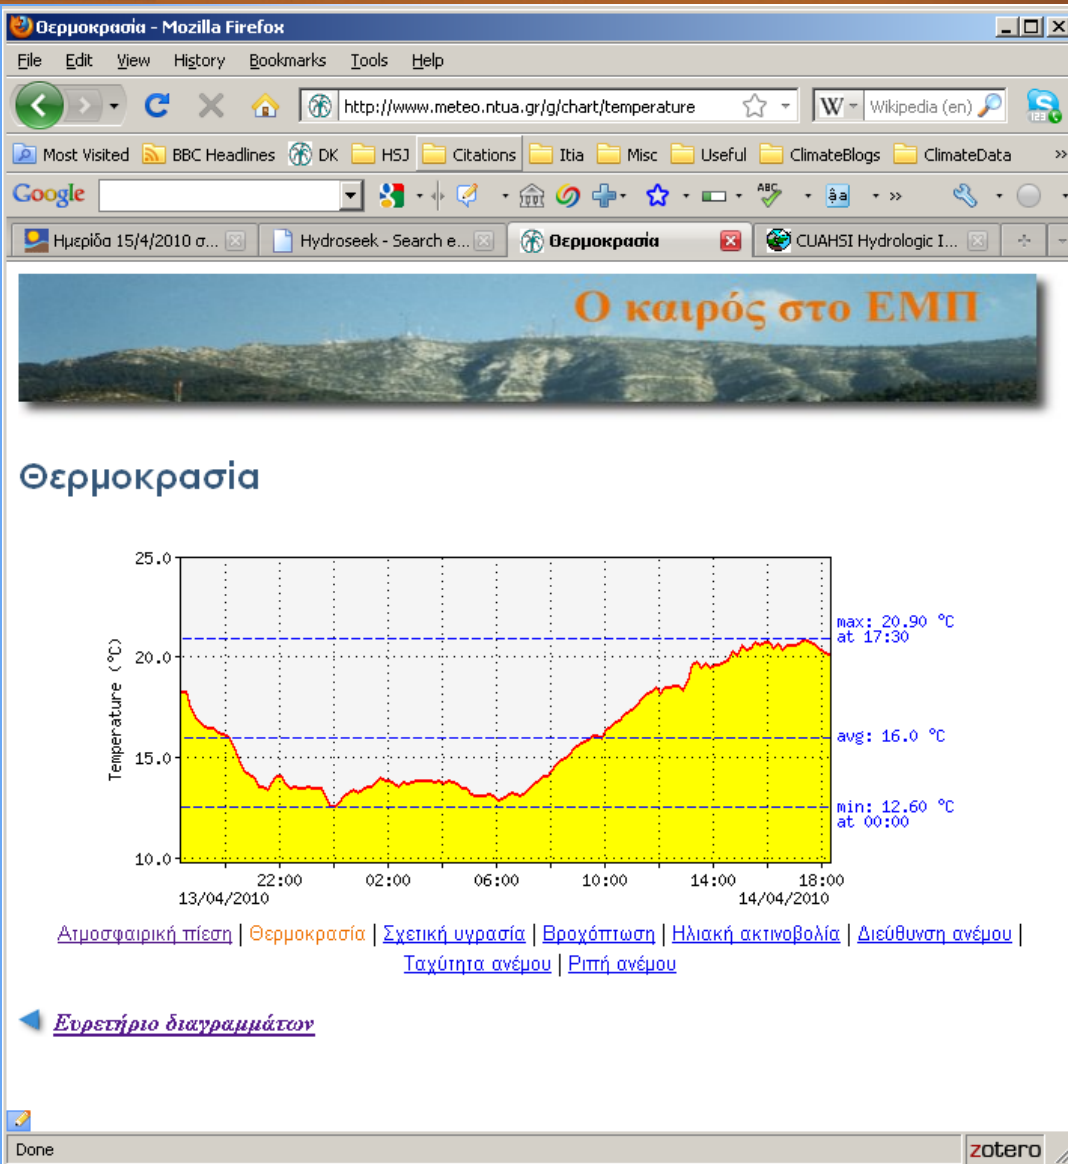 Θερμοκρασία - Mozilla Firefox
File Edit View History Bookmarks Tools Help
http://www.meteo.ntua.gr/g/chart/temperature W Wikipedia (en)
Most Visited BBC Headlines DK HSJ Citations Itia Misc Useful ClimateBlogs ClimateData »
Google ABC âa »
Ημερίδα 15/4/2010 σ... Hydroseek - Search e... Θερμοκρασία CUAHSI Hydrologic I...
Ο καιρός στο ΕΜΠ
Θερμοκρασία
25.0
max: 20.90 °C
at 17:30
20.0
Temperature (°C)
avg: 16.0 °C
15.0
min: 12.60 °C
at 00:00
10.0
22:00 02:00 06:00 10:00 14:00 18:00
13/04/2010 14/04/2010
Ατμοσφαιρική πίεση | Θερμοκρασία | Σχετική υγρασία | Βροχόπτωση | Ηλιακή ακτινοβολία | Διεύθυνση ανέμου |
Ταχύτητα ανέμου | Ριπή ανέμου
Ευρετήριο διαγραμμάτων
Done zotero